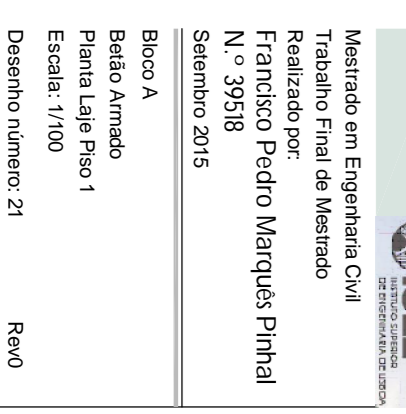 INSTITUTO SUPERIOR
DE ENGENHARIA DE LISBOA
Mestrado em Engenharia Civil
Trabalho Final de Mestrado
Realizado por:
Francisco Pedro Marquês Pinhal
N.º 39518
Setembro 2015
Bloco A
Betão Armado
Planta Laje Piso 1
Escala: 1/100
Desenho número: 21 Rev0